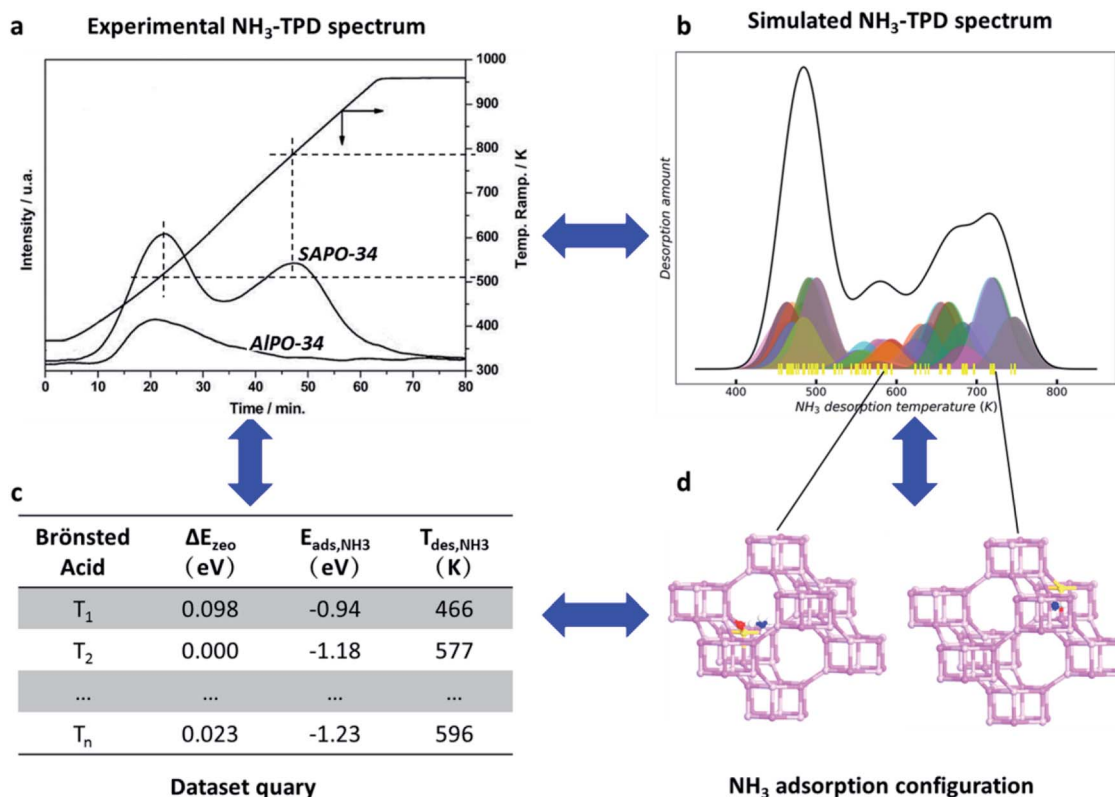 a
Experimental NH₃-TPD spectrum
Intensity / u.a.
1000
900
800
700
600
500
400
300
Temp. Ramp. / K
SAPO-34
AlPO-34
0 10 20 30 40 50 60 70 80
Time / min.
b
Simulated NH₃-TPD spectrum
Desorption amount
400 500 600 700 800
NH₃ desorption temperature (K)
c
Brönsted Acid ΔE_zeo (eV) E_ads,NH3 (eV) T_des,NH3 (K)
T₁ 0.098 -0.94 466
T₂ 0.000 -1.18 577
... ... ... ...
Tₙ 0.023 -1.23 596
Dataset quary
d
NH₃ adsorption configuration